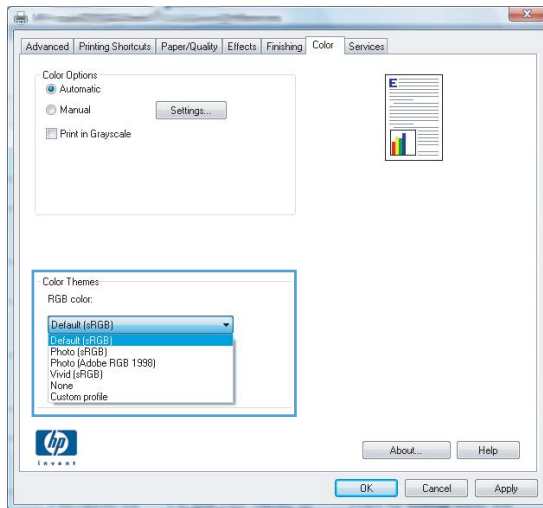 Advanced Printing Shortcuts Paper/Quality Effects Finishing Color Services
Color Options
Automatic
Manual Settings...
Print in Grayscale
E
Color Themes
RGB color:
Default (sRGB)
Default (sRGB)
Photo (sRGB)
Photo (Adobe RGB 1998)
Vivid (sRGB)
None
Custom profile
hp
invent
About... Help
OK Cancel Apply